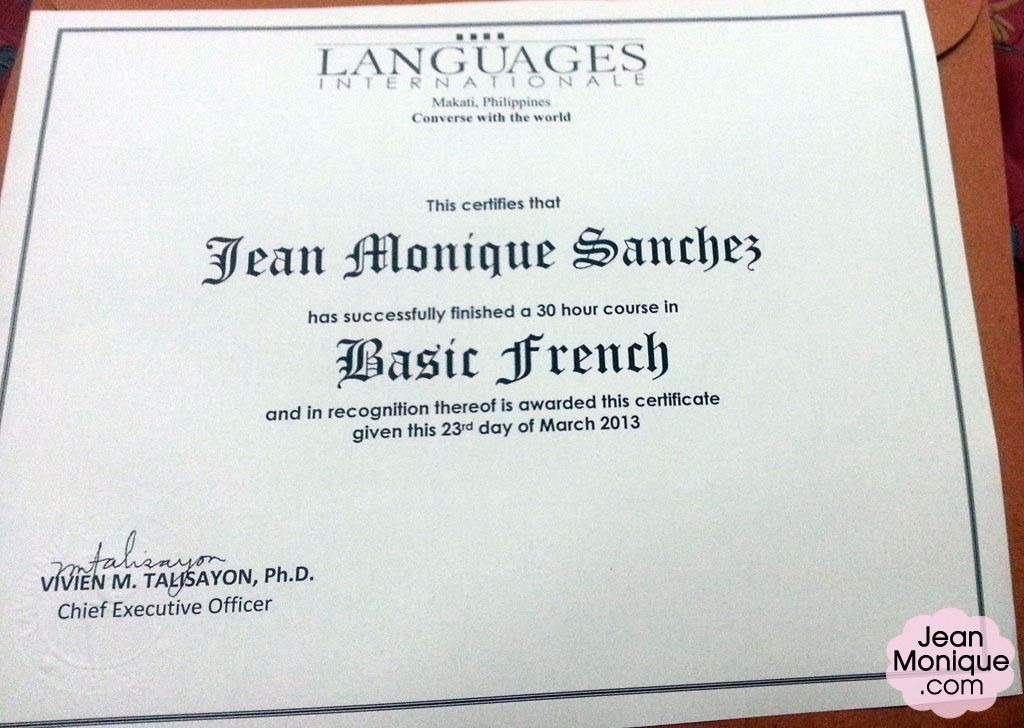 LANGUAGES
INTERNATIONALE
Makati, Philippines
Converse with the world
This certifies that
Jean Monique Sanchez
has successfully finished a 30 hour course in
Basic French
and in recognition thereof is awarded this certificate
given this 23rd day of March 2013
mtalisayon
VIVIEN M. TALISAYON, Ph.D.
Chief Executive Officer
Jean
Monique
.com